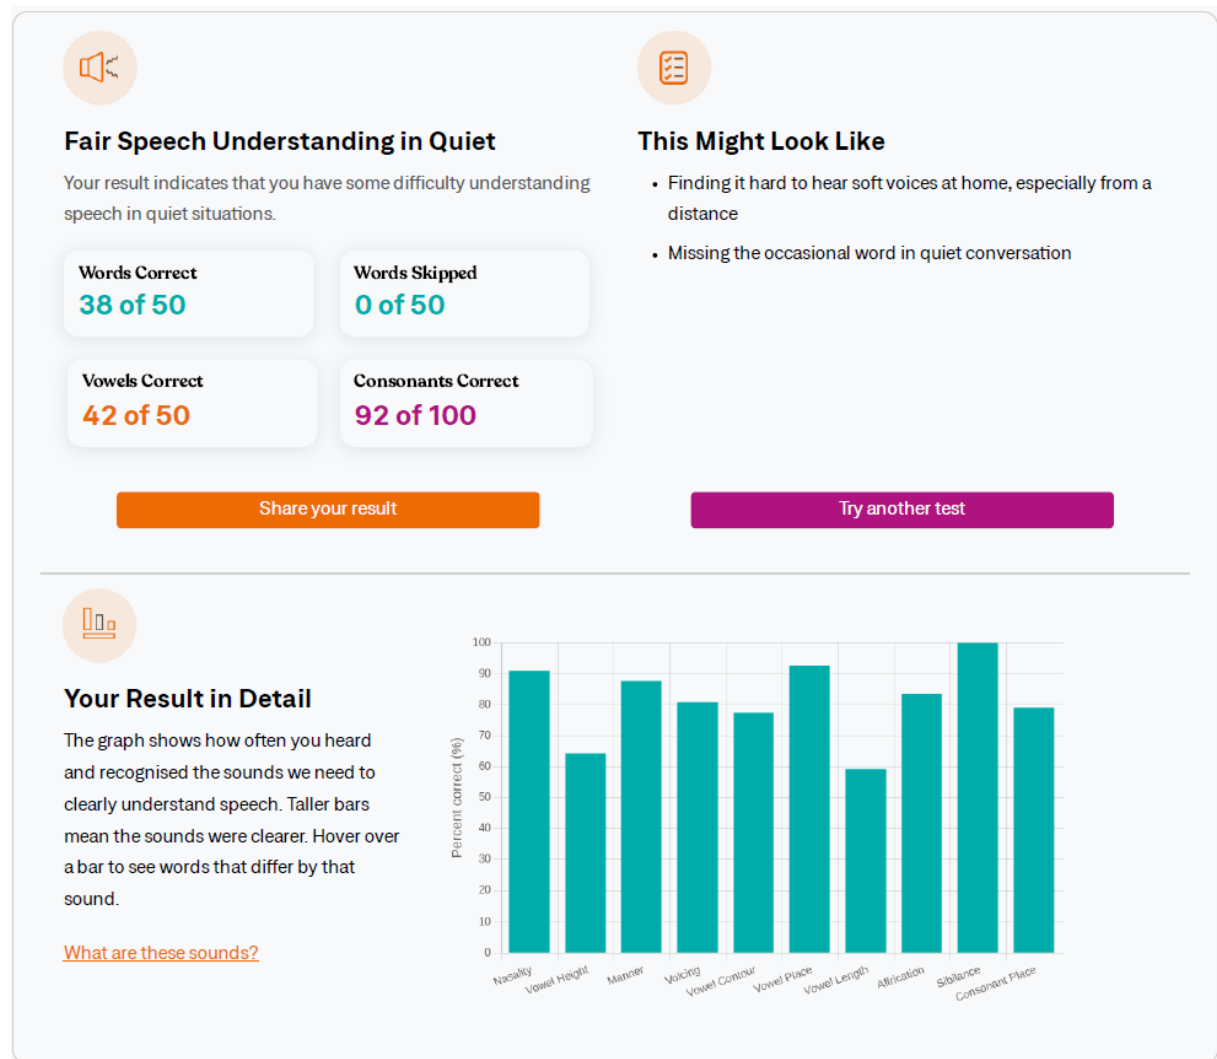 Fair Speech Understanding in Quiet
Your result indicates that you have some difficulty understanding
speech in quiet situations.
Words Correct
38 of 50
Words Skipped
0 of 50
Vowels Correct
42 of 50
Consonants Correct
92 of 100
Share your result
This Might Look Like
• Finding it hard to hear soft voices at home, especially from a
distance
• Missing the occasional word in quiet conversation
Try another test
Your Result in Detail
The graph shows how often you heard
and recognised the sounds we need to
clearly understand speech. Taller bars
mean the sounds were clearer. Hover over
a bar to see words that differ by that
sound.
What are these sounds?
Percent correct (%)
100
90
80
70
60
50
40
30
20
10
0
Nasality
Vowel Height
Manner
Voicing
Vowel Contour
Vowel Place
Vowel Length
Affrication
Sibilance
Consonant Place